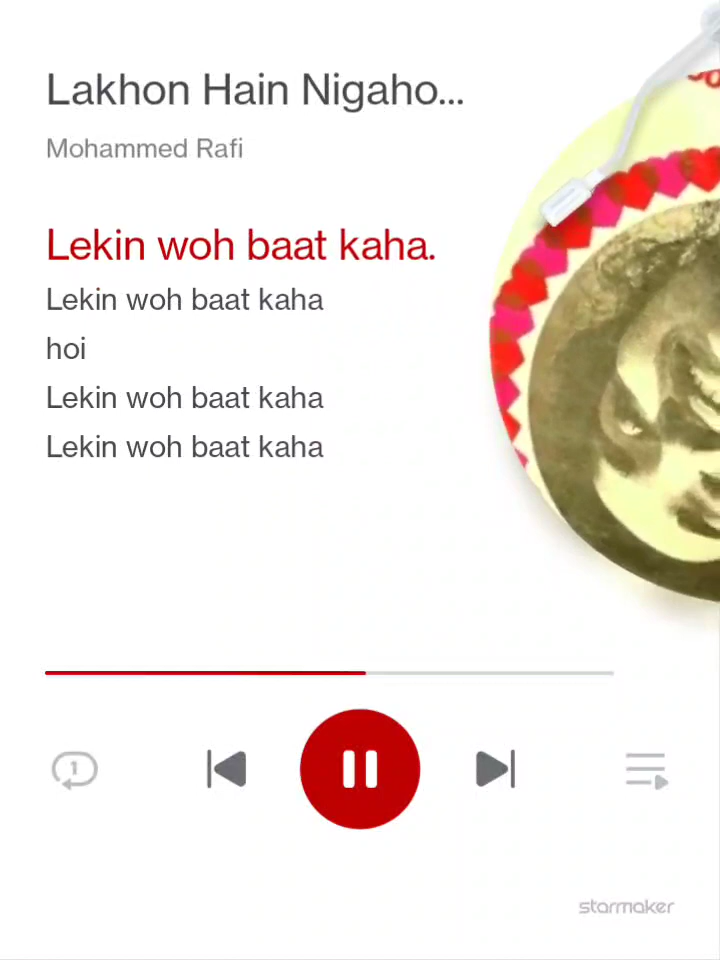 Lakhon Hain Nigaho...
Mohammed Rafi
Lekin woh baat kaha.
Lekin woh baat kaha
hoi
Lekin woh baat kaha
Lekin woh baat kaha
1
starmaker